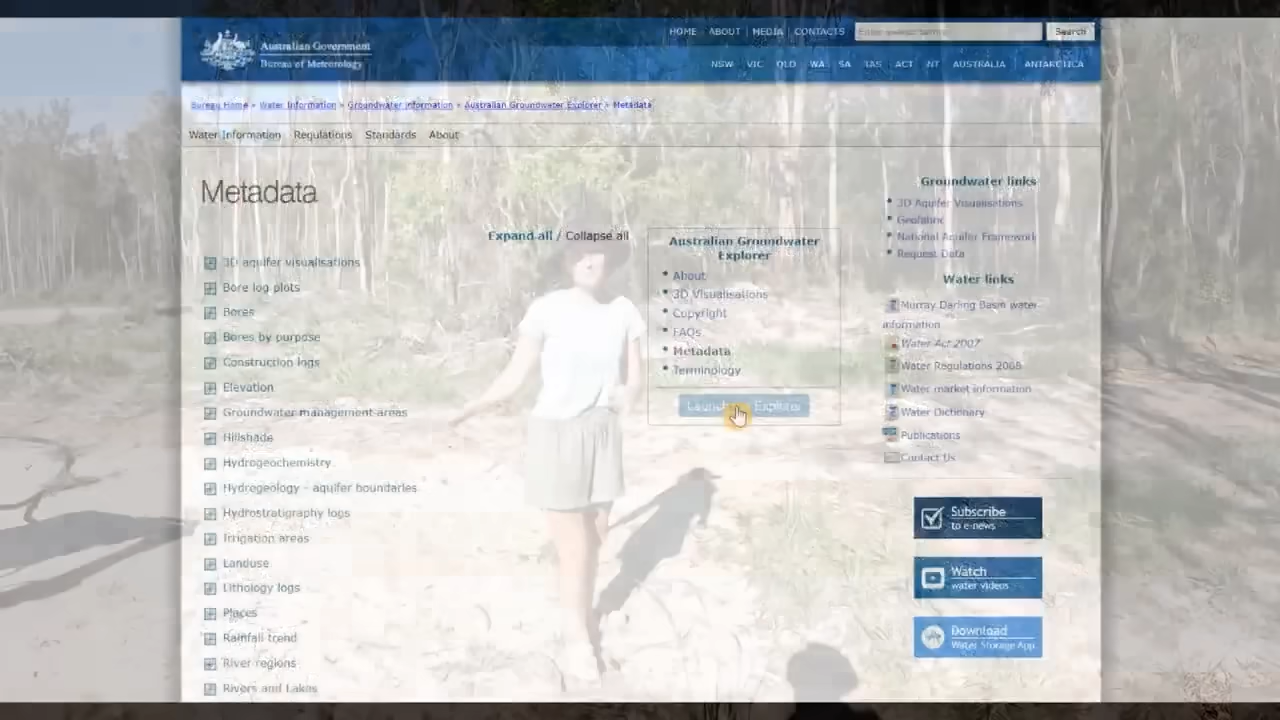 HOME ABOUT MEDIA CONTACTS Search
Australian Government
Bureau of Meteorology
NSW VIC QLD WA SA TAS ACT NT AUSTRALIA ANTARCTICA
Bureau Home » Water Information » Groundwater Information » Australian Groundwater Explorer » Metadata
Water Information Regulations Standards About
Metadata
Expand all / Collapse all
3D aquifer visualisations
Bore log plots
Bores
Bores by purpose
Construction logs
Elevation
Groundwater management areas
Hillshade
Hydrogeochemistry
Hydrogeology - aquifer boundaries
Hydrostratigraphy logs
Irrigation areas
Landuse
Lithology logs
Places
Rainfall trend
River regions
Rivers and Lakes
Australian Groundwater
Explorer
About
3D Visualisations
Copyright
FAQs
Metadata
Terminology
Launch Explorer
Groundwater links
3D Aquifer Visualisations
Geofabric
National Aquifer Framework
Request Data
Water links
Murray Darling Basin water
information
Water Act 2007
Water Regulations 2008
Water market information
Water Dictionary
Publications
Contact Us
Subscribe
to e-news
Watch
water videos
Download
Water Storage App